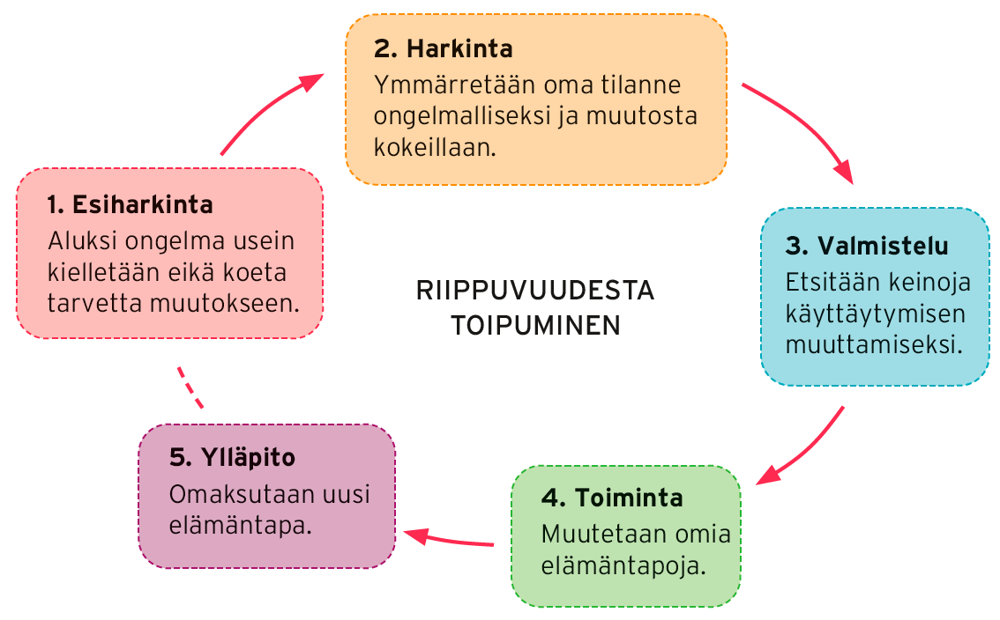 2. Harkinta
Ymmärretään oma tilanne
ongelmalliseksi ja muutosta
kokeillaan.
1. Esiharkinta
Aluksi ongelma usein
kielletään eikä koeta
tarvetta muutokseen.
3. Valmistelu
Etsitään keinoja
käyttäytymisen
muuttamiseksi.
RIIPPUVUUDESTA
TOIPUMINEN
5. Ylläpito
Omaksutaan uusi
elämäntapa.
4. Toiminta
Muutetaan omia
elämäntapoja.